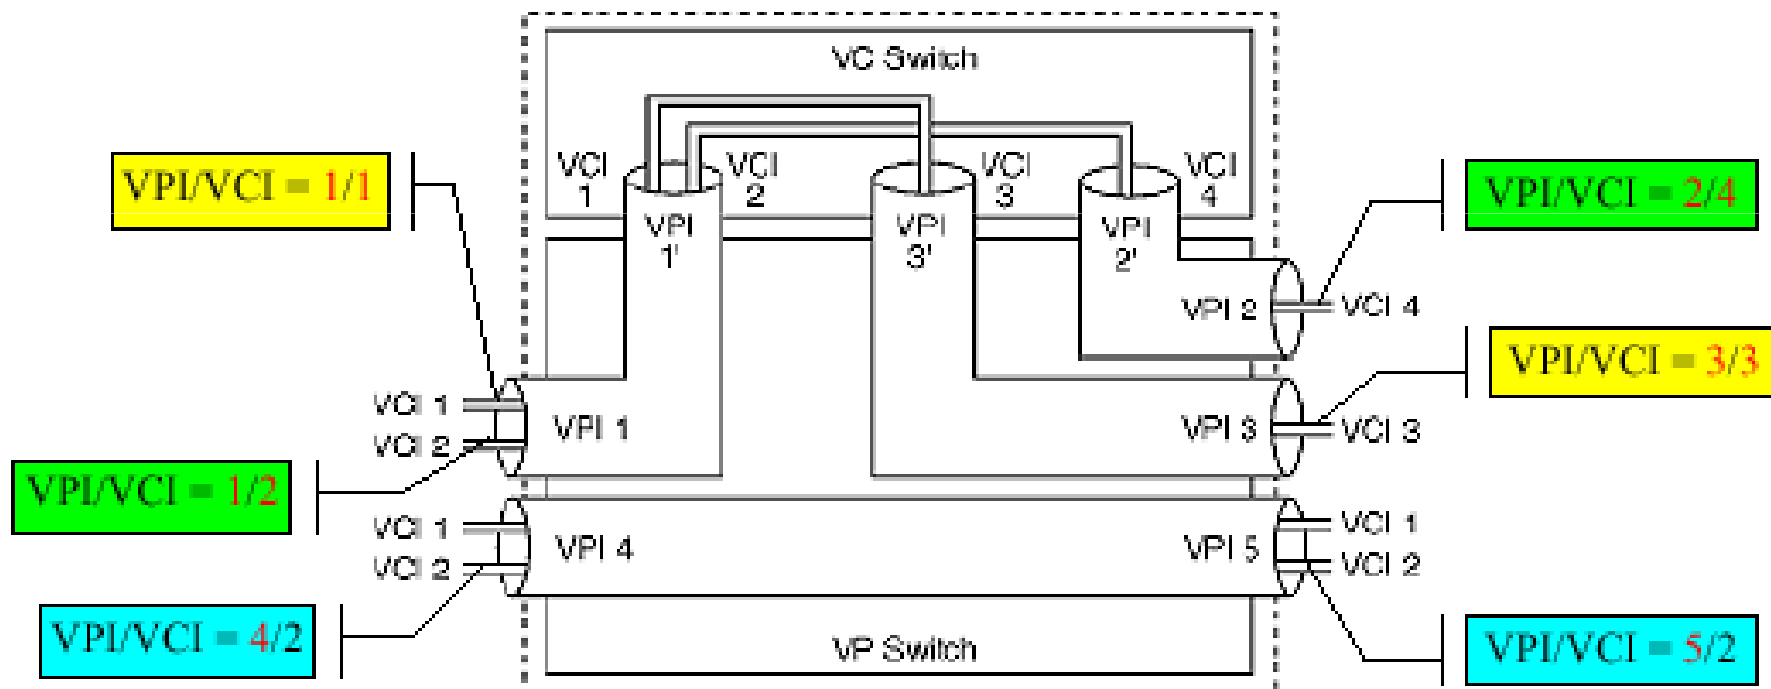 VC Switch
VCI
1
VCI
2
VCI
3
VCI
4
VPI/VCI = 1/1
VPI/VCI = 2/4
VPI
1'
VPI
3'
VPI
2'
VPI 2
VCI 4
VPI/VCI = 3/3
VCI 1
VCI 2
VPI 1
VPI 3
VCI 3
VPI/VCI = 1/2
VCI 1
VCI 2
VPI 4
VPI 5
VCI 1
VCI 2
VPI/VCI = 4/2
VP Switch
VPI/VCI = 5/2